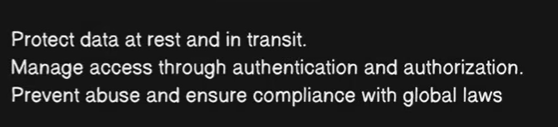 Protect data at rest and in transit.
Manage access through authentication and authorization.
Prevent abuse and ensure compliance with global laws